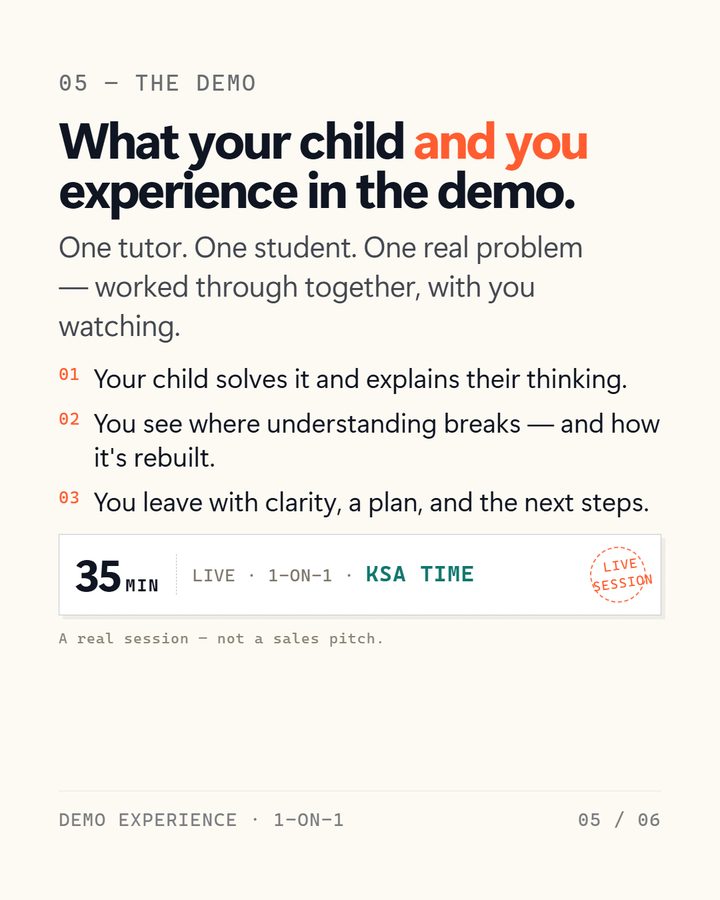 05 — THE DEMO
What your child and you
experience in the demo.
One tutor. One student. One real problem
— worked through together, with you
watching.
01 Your child solves it and explains their thinking.
02 You see where understanding breaks — and how
it's rebuilt.
03 You leave with clarity, a plan, and the next steps.
35 MIN LIVE · 1-ON-1 · KSA TIME
LIVE
SESSION
A real session — not a sales pitch.
DEMO EXPERIENCE · 1-ON-1 05 / 06